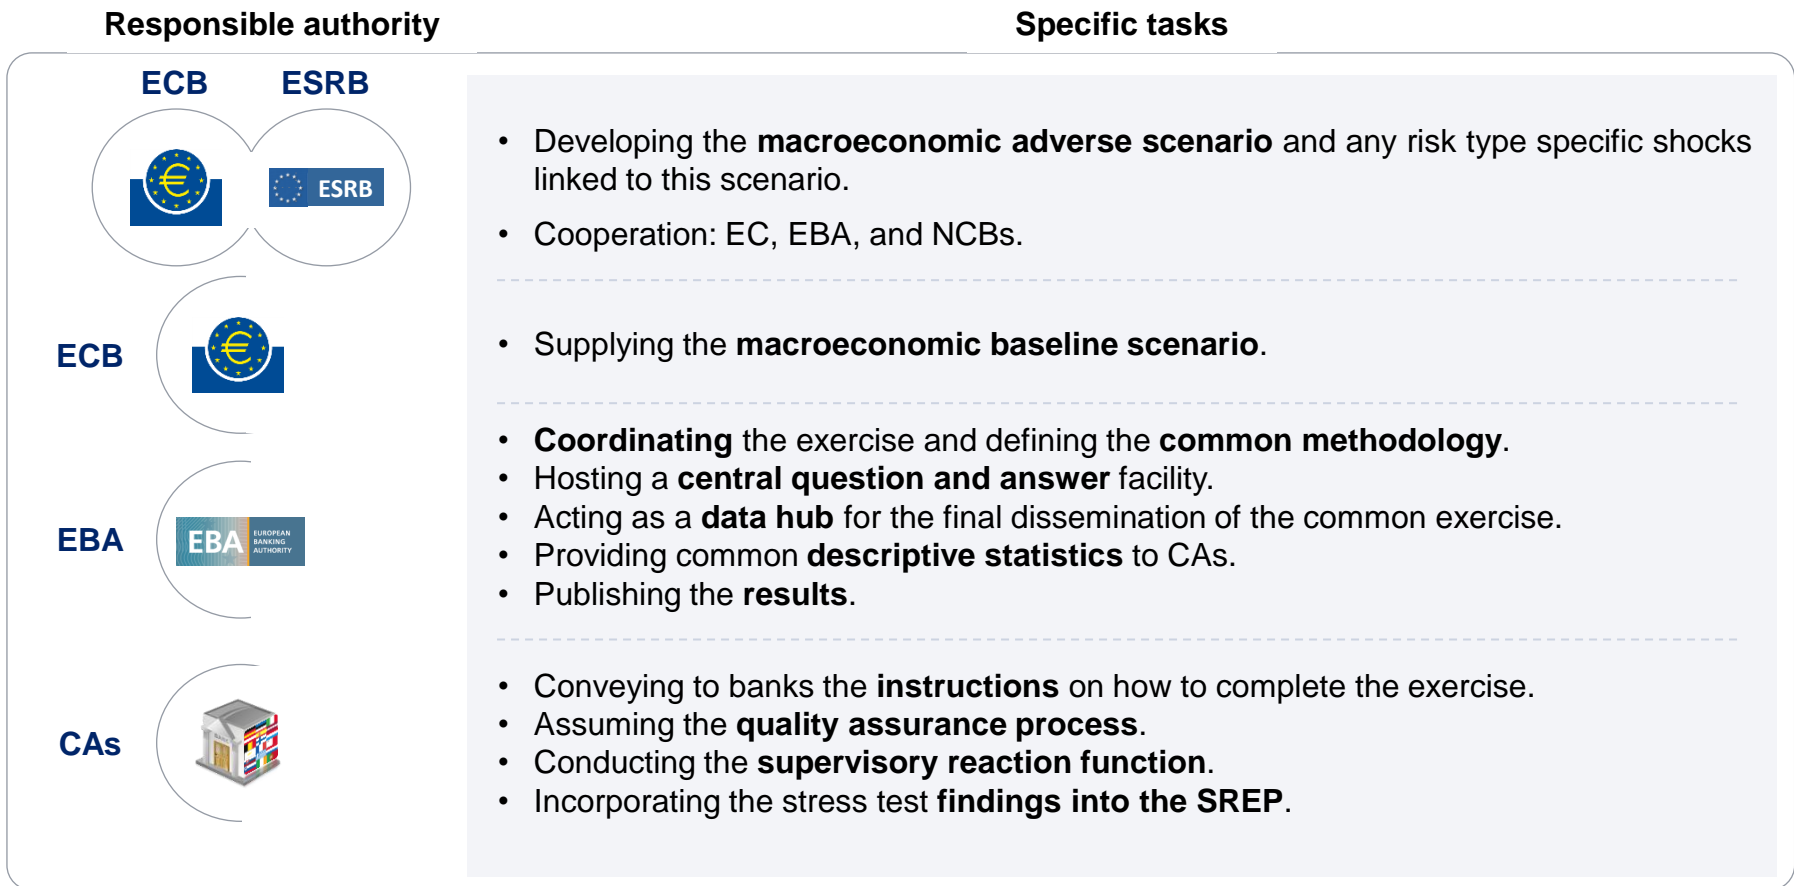 Responsible authority
Specific tasks
ECB ESRB
ESRB
• Developing the macroeconomic adverse scenario and any risk type specific shocks
linked to this scenario.
• Cooperation: EC, EBA, and NCBs.
ECB
• Supplying the macroeconomic baseline scenario.
EBA
EBA EUROPEAN
BANKING
AUTHORITY
• Coordinating the exercise and defining the common methodology.
• Hosting a central question and answer facility.
• Acting as a data hub for the final dissemination of the common exercise.
• Providing common descriptive statistics to CAs.
• Publishing the results.
CAs
• Conveying to banks the instructions on how to complete the exercise.
• Assuming the quality assurance process.
• Conducting the supervisory reaction function.
• Incorporating the stress test findings into the SREP.